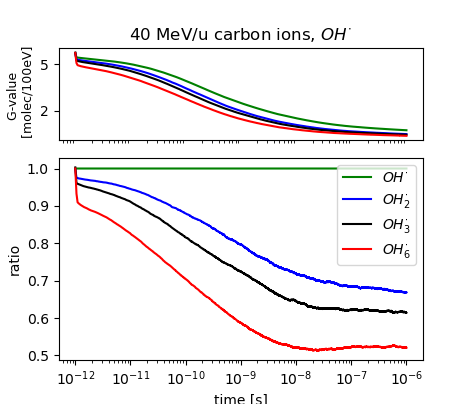 40 MeV/u carbon ions, OH˙
G-value
[molec/100eV]
5
2
1.0
0.9
0.8
0.7
0.6
0.5
ratio
OH˙
OH˙₂
OH˙₃
OH˙₆
10⁻¹² 10⁻¹¹ 10⁻¹⁰ 10⁻⁹ 10⁻⁸ 10⁻⁷ 10⁻⁶
time [s]